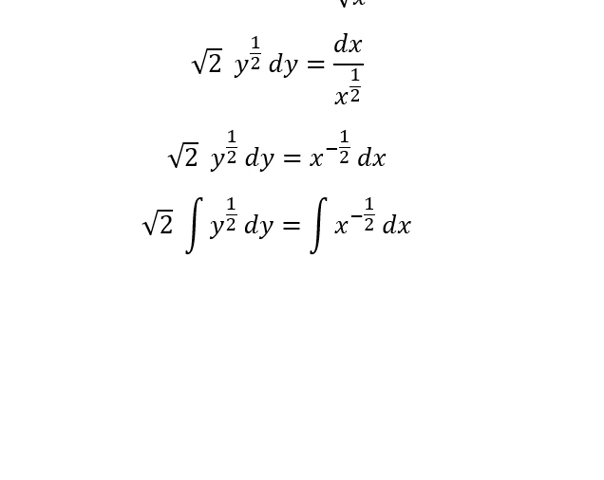 √2 y^(1/2) dy = dx/x^(1/2)
√2 y^(1/2) dy = x^(-1/2) dx
√2 ∫ y^(1/2) dy = ∫ x^(-1/2) dx